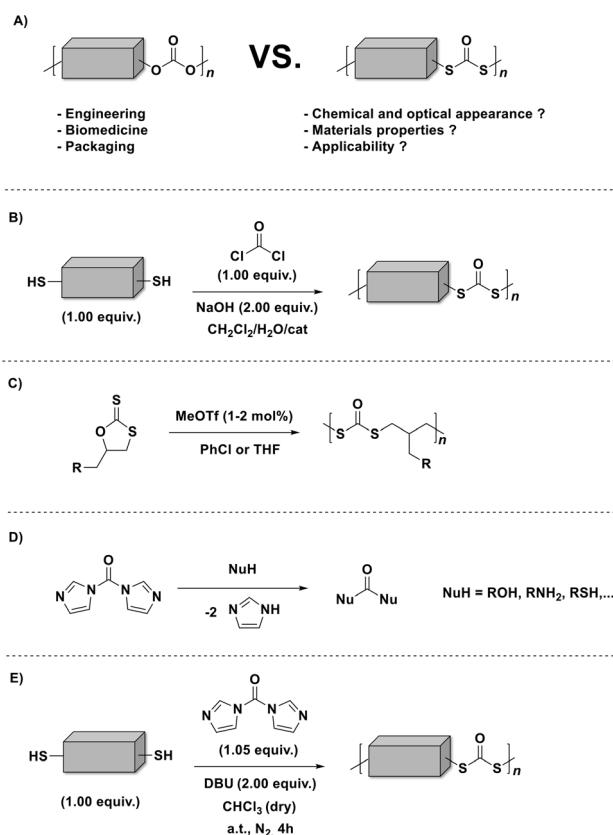 A)
O
O O n
VS.
O
S S n
- Engineering
- Biomedicine
- Packaging
- Chemical and optical appearance ?
- Materials properties ?
- Applicability ?
B)
HS SH
(1.00 equiv.)
O
Cl Cl
(1.00 equiv.)
NaOH (2.00 equiv.)
CH2Cl2/H2O/cat
O
S S n
C)
S
O S
R
MeOTf (1-2 mol%)
PhCl or THF
O
S S n
R
D)
O
N N N N
NuH
-2 N NH
O
Nu Nu
NuH = ROH, RNH2, RSH,...
E)
HS SH
(1.00 equiv.)
O
N N N N
(1.05 equiv.)
DBU (2.00 equiv.)
CHCl3 (dry)
a.t., N2, 4h
O
S S n